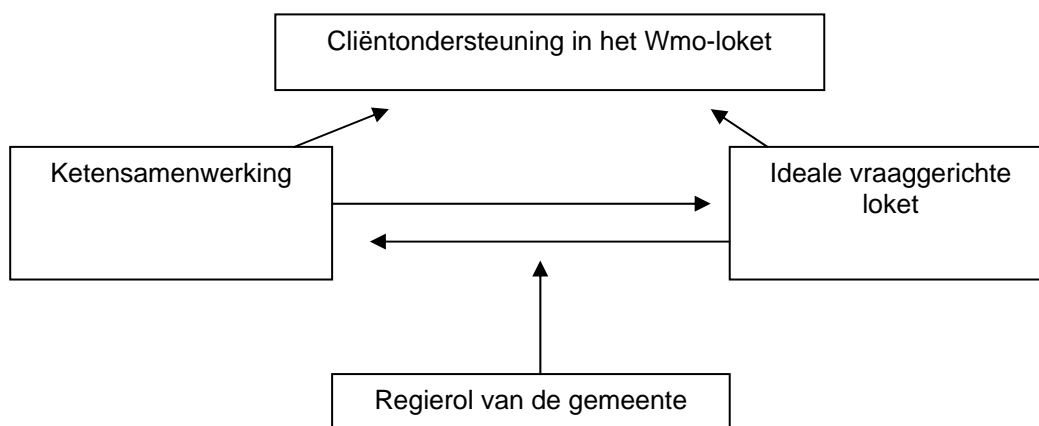 Cliëntondersteuning in het Wmo-loket
Ketensamenwerking
Ideale vraaggerichte
loket
Regierol van de gemeente